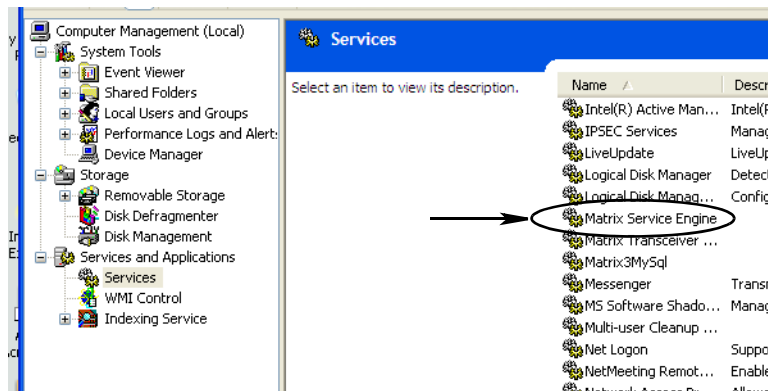 Computer Management (Local)
System Tools
Event Viewer
Shared Folders
Local Users and Groups
Performance Logs and Alert:
Device Manager
Storage
Removable Storage
Disk Defragmenter
Disk Management
Services and Applications
Services
WMI Control
Indexing Service
Services
Select an item to view its description.
Name Descr
Intel(R) Active Man... Intel(R
IPSEC Services Manag
LiveUpdate LiveUp
Logical Disk Manager Detect
Logical Disk Manag... Config
Matrix Service Engine
Matrix Transceiver ...
Matrix3MySql
Messenger Transm
MS Software Shado... Manag
Multi-user Cleanup ...
Net Logon Suppo
NetMeeting Remot... Enable